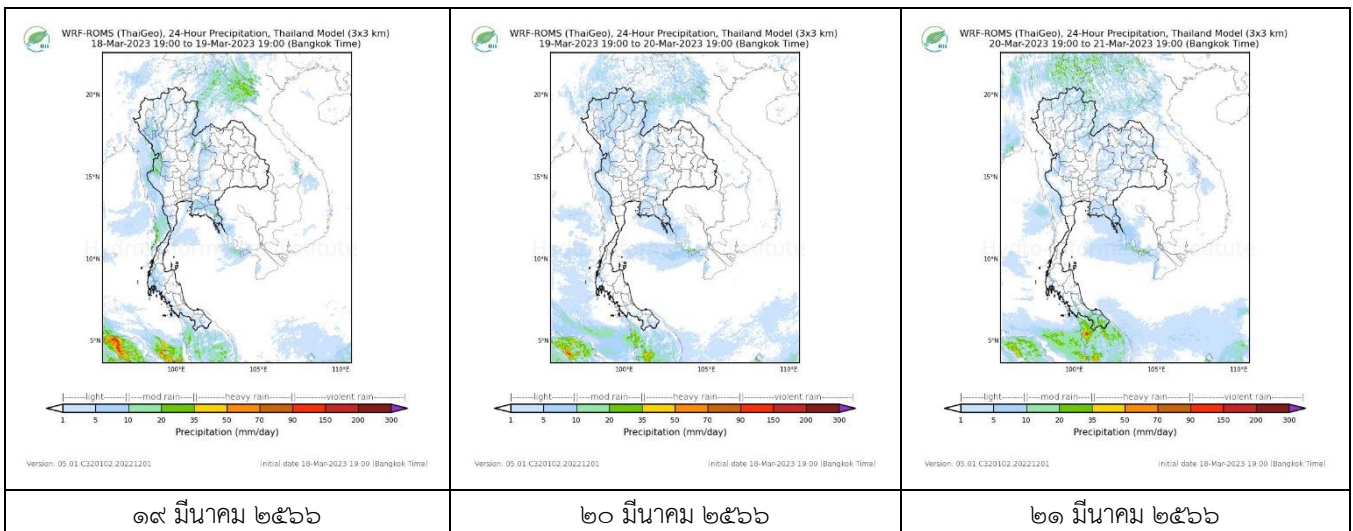 WRF-ROMS (ThaiGeo), 24-Hour Precipitation, Thailand Model (3x3 km)
18-Mar-2023 19:00 to 19-Mar-2023 19:00 (Bangkok Time)
20°N
15°N
10°N
5°N
100°E 105°E 110°E
|-------light-------||----mod.rain----||-------heavy rain-------||-------violent rain-------|
1 5 10 20 35 50 70 90 150 200 300
Precipitation (mm/day)
Version: 05.01.C320102.20221201 initial date 18-Mar-2023 19:00 (Bangkok Time)
๑๙ มีนาคม ๒๕๖๖
WRF-ROMS (ThaiGeo), 24-Hour Precipitation, Thailand Model (3x3 km)
19-Mar-2023 19:00 to 20-Mar-2023 19:00 (Bangkok Time)
20°N
15°N
10°N
5°N
100°E 105°E 110°E
|-------light-------||----mod.rain----||-------heavy rain-------||-------violent rain-------|
1 5 10 20 35 50 70 90 150 200 300
Precipitation (mm/day)
Version: 05.01.C320102.20221201 initial date 18-Mar-2023 19:00 (Bangkok Time)
๒๐ มีนาคม ๒๕๖๖
WRF-ROMS (ThaiGeo), 24-Hour Precipitation, Thailand Model (3x3 km)
20-Mar-2023 19:00 to 21-Mar-2023 19:00 (Bangkok Time)
20°N
15°N
10°N
5°N
100°E 105°E 110°E
|-------light-------||----mod.rain----||-------heavy rain-------||-------violent rain-------|
1 5 10 20 35 50 70 90 150 200 300
Precipitation (mm/day)
Version: 05.01.C320102.20221201 initial date 18-Mar-2023 19:00 (Bangkok Time)
๒๑ มีนาคม ๒๕๖๖